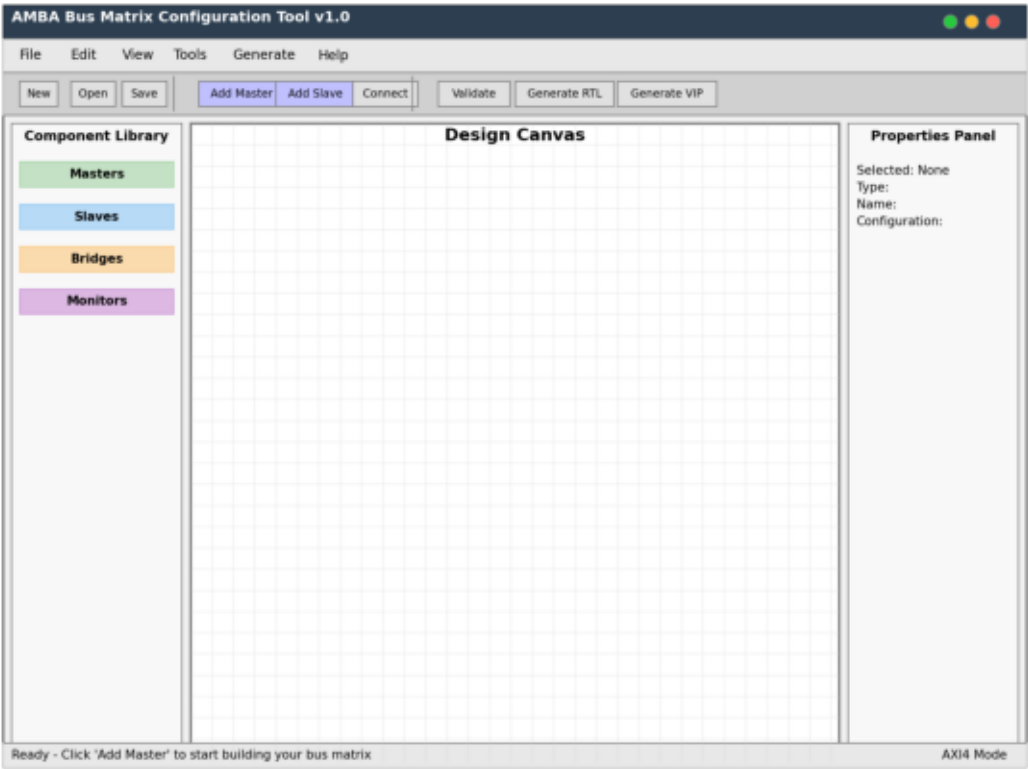 AMBA Bus Matrix Configuration Tool v1.0
File Edit View Tools Generate Help
New Open Save Add Master Add Slave Connect Validate Generate RTL Generate VIP
Component Library
Masters
Slaves
Bridges
Monitors
Design Canvas
Properties Panel
Selected: None
Type:
Name:
Configuration:
Ready - Click 'Add Master' to start building your bus matrix
AXI4 Mode